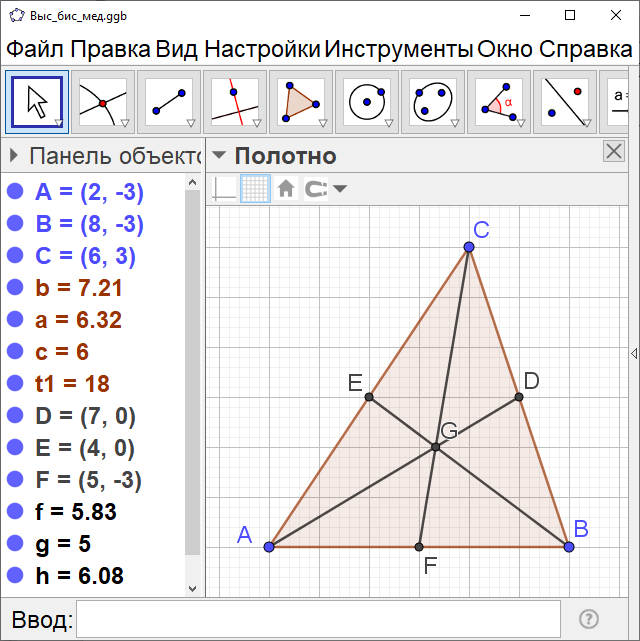 Выс_бис_мед.ggb
Файл Правка Вид Настройки Инструменты Окно Справка
α
a=
Панель объекто
Полотно
A = (2, -3)
B = (8, -3)
C = (6, 3)
b = 7.21
a = 6.32
c = 6
t1 = 18
D = (7, 0)
E = (4, 0)
F = (5, -3)
f = 5.83
g = 5
h = 6.08
C
E
D
G
A
B
F
Ввод:
?